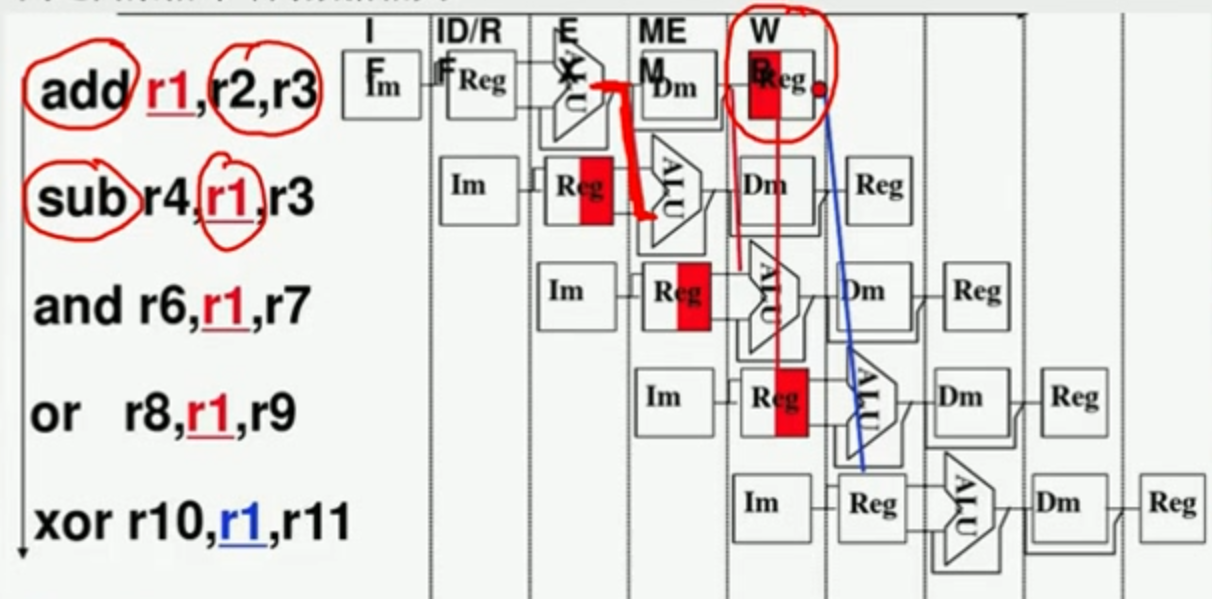 IF ID/RF EX MEM WB
add r1,r2,r3 Im Reg ALU Dm Reg
sub r4,r1,r3 Im Reg ALU Dm Reg
and r6,r1,r7 Im Reg ALU Dm Reg
or r8,r1,r9 Im Reg ALU Dm Reg
xor r10,r1,r11 Im Reg ALU Dm Reg